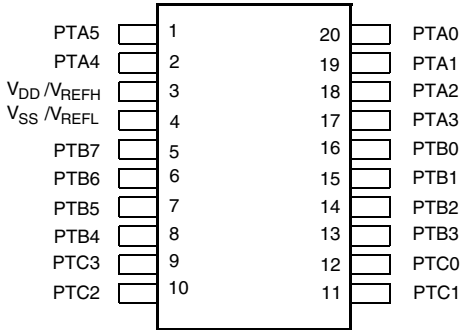 PTA5 1 20 PTA0
PTA4 2 19 PTA1
VDD /VREFH 3 18 PTA2
VSS /VREFL 4 17 PTA3
PTB7 5 16 PTB0
PTB6 6 15 PTB1
PTB5 7 14 PTB2
PTB4 8 13 PTB3
PTC3 9 12 PTC0
PTC2 10 11 PTC1